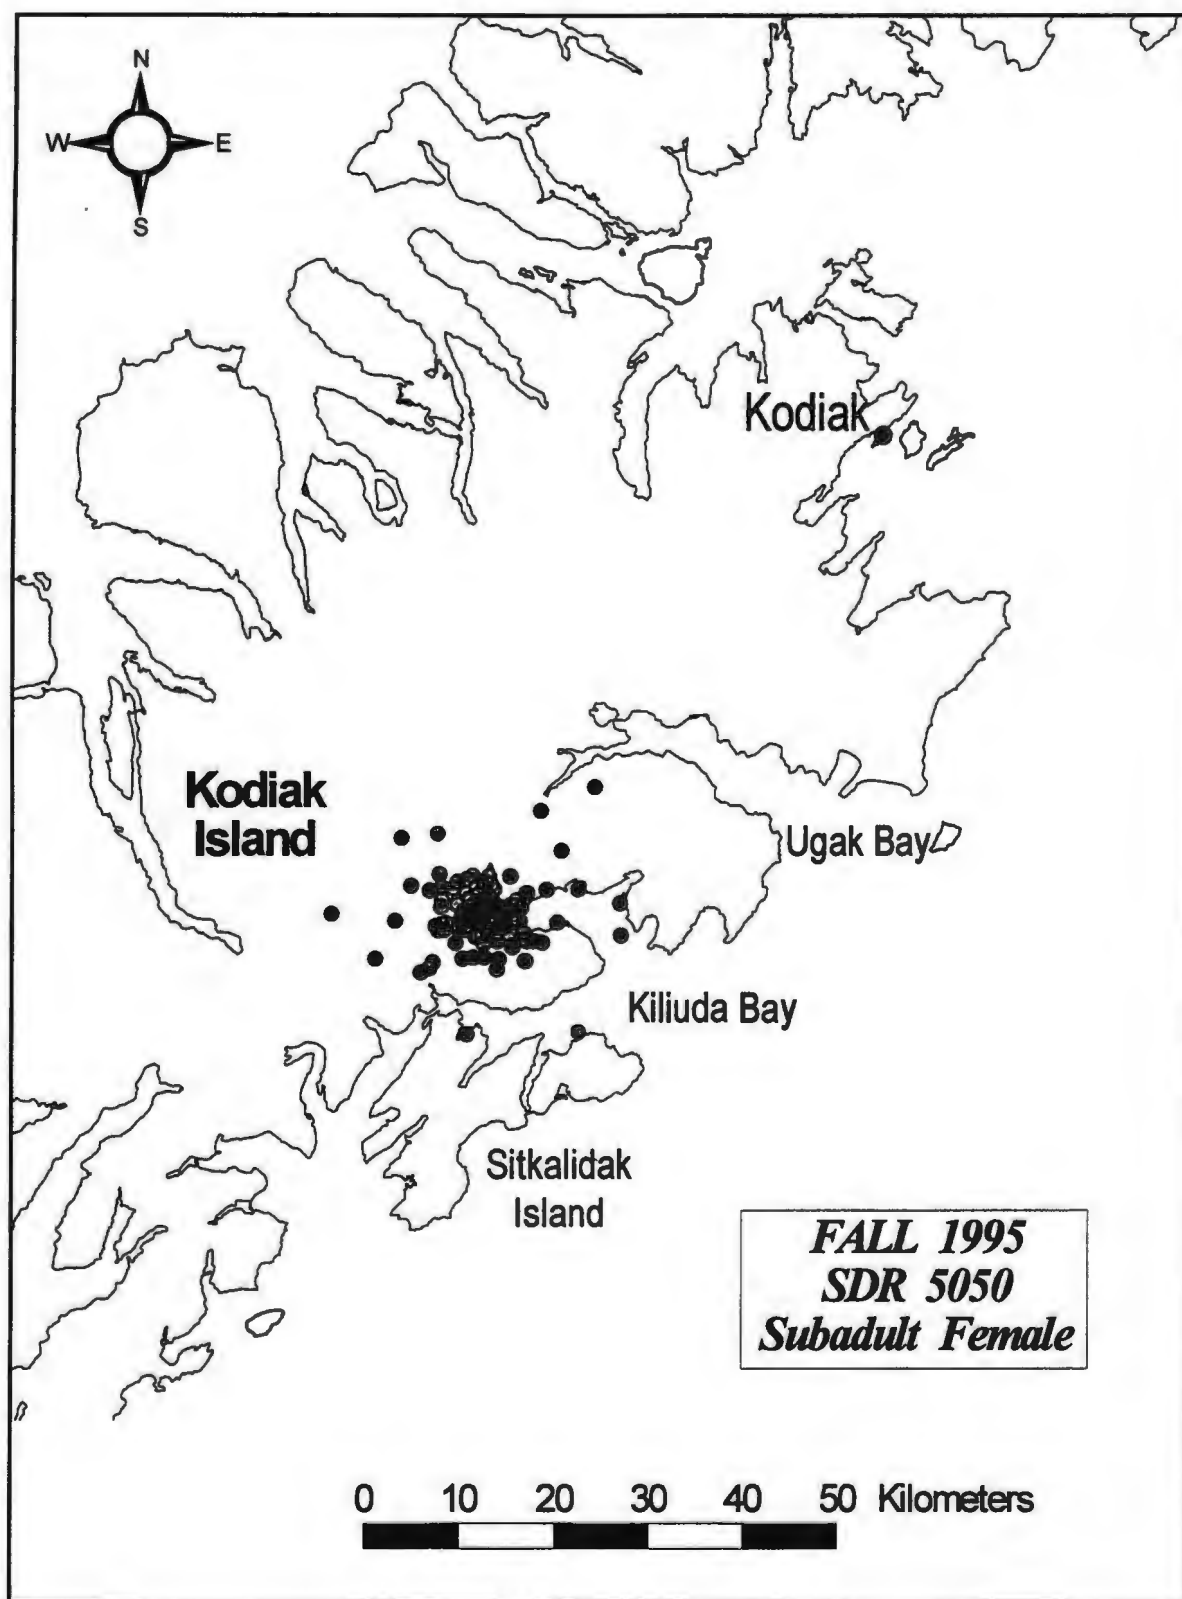 N
W E
S
Kodiak
Kodiak
Island
Ugak Bay
Kiliuda Bay
Sitkalidak
Island
FALL 1995
SDR 5050
Subadult Female
0 10 20 30 40 50 Kilometers